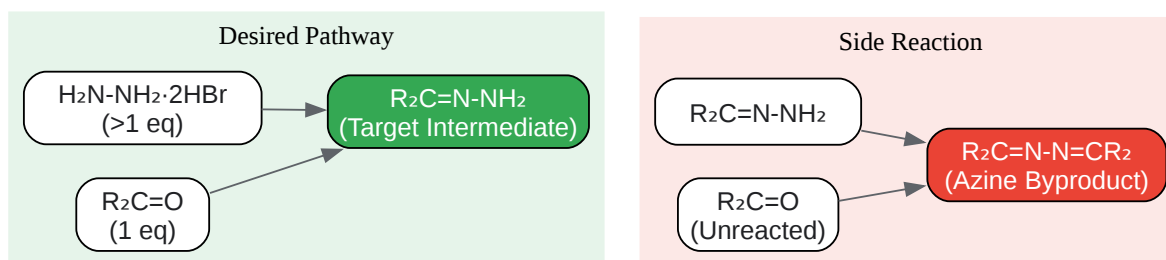 Desired Pathway
H₂N-NH₂·2HBr
(>1 eq)
R₂C=N-NH₂
(Target Intermediate)
R₂C=O
(1 eq)
Side Reaction
R₂C=N-NH₂
R₂C=N-N=CR₂
(Azine Byproduct)
R₂C=O
(Unreacted)